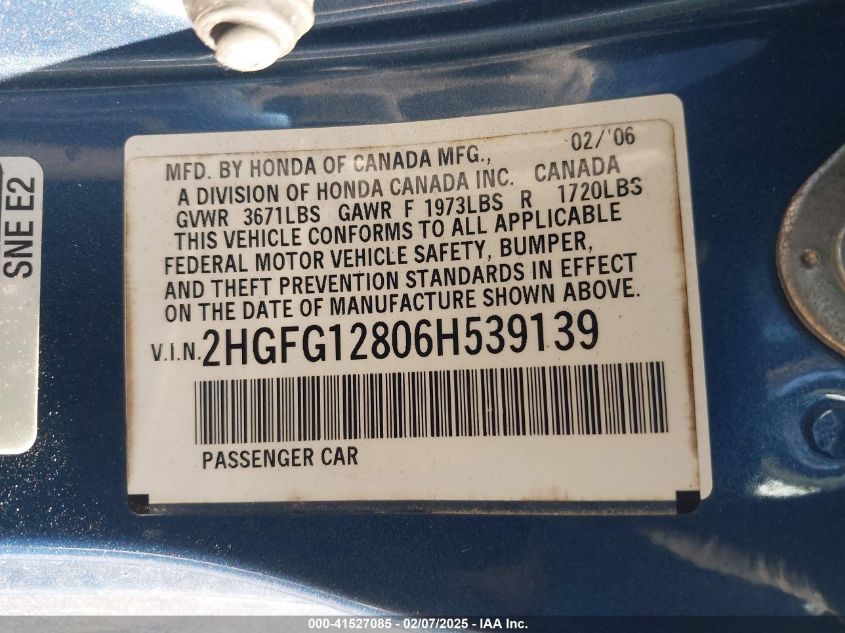 SNE E2
02/'06
MFD. BY HONDA OF CANADA MFG.,
A DIVISION OF HONDA CANADA INC. CANADA
GVWR 3671LBS GAWR F 1973LBS R 1720LBS
THIS VEHICLE CONFORMS TO ALL APPLICABLE
FEDERAL MOTOR VEHICLE SAFETY, BUMPER,
AND THEFT PREVENTION STANDARDS IN EFFECT
ON THE DATE OF MANUFACTURE SHOWN ABOVE.
V.I.N. 2HGFG12806H539139
PASSENGER CAR
000-41527085 - 02/07/2025 - IAA Inc.